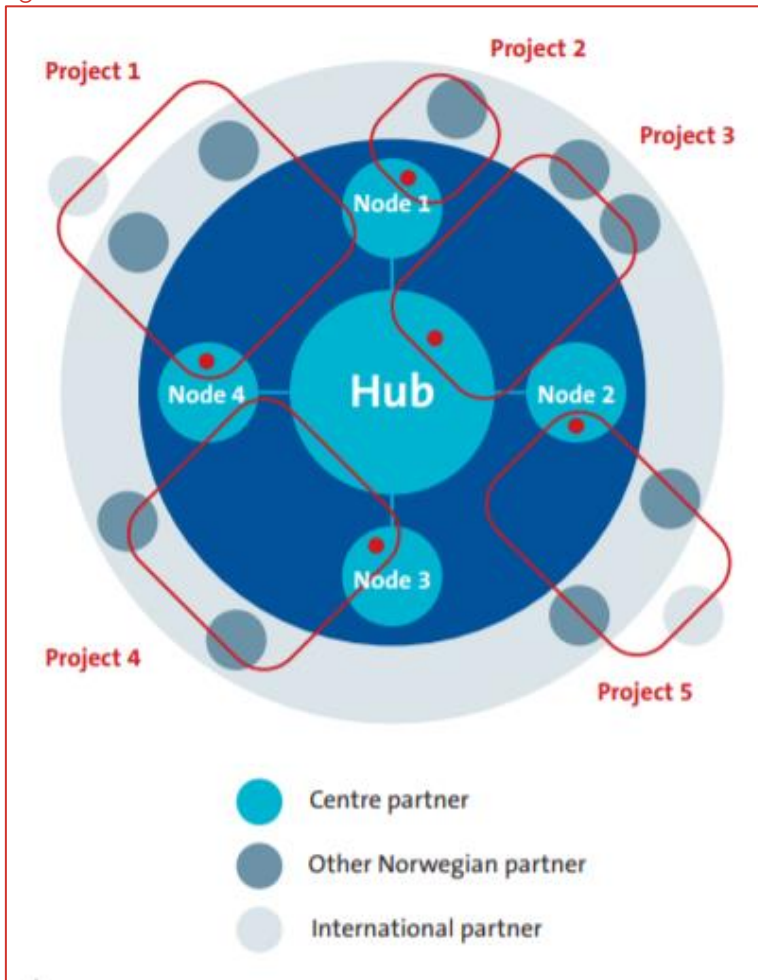 Project 2
Project 1
Project 3
Node 1
Hub
Node 4
Node 2
Node 3
Project 4
Project 5
Centre partner
Other Norwegian partner
International partner